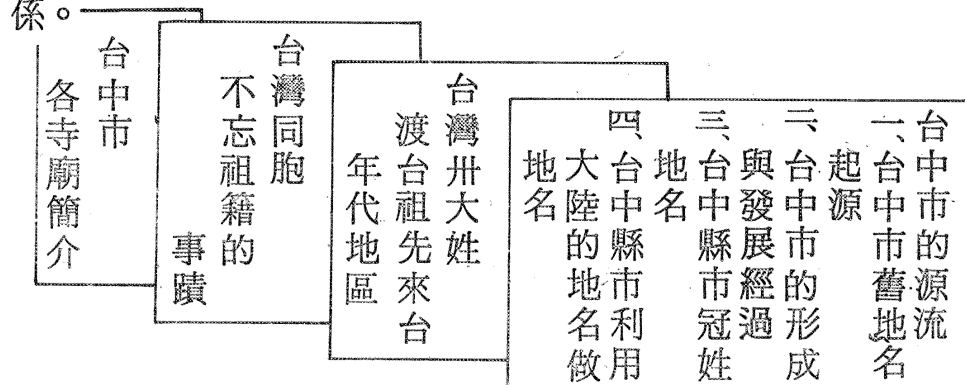 台中市的源流
一、台中市舊地名
起源
二、台中市的形成
與發展經過
三、台中縣市冠姓
地名
四、台中縣市利用
大陸的地名做
地名
台灣卅大姓
渡台祖先來台
年代地區
台灣同胞
不忘祖籍的
事蹟
台中市
各寺廟簡介
係。